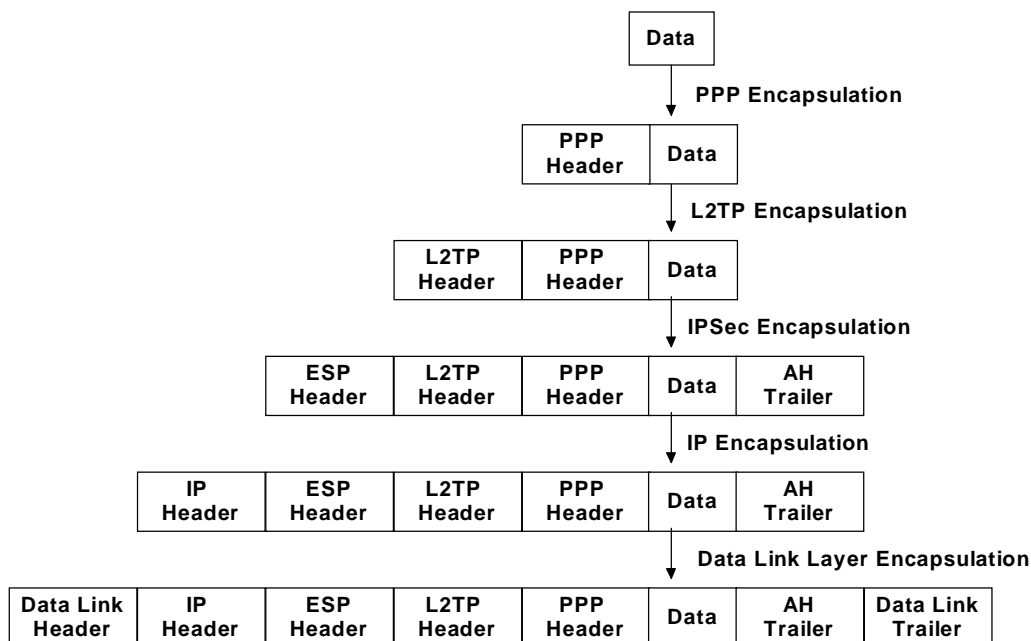 Data
PPP Encapsulation
PPP Header Data
L2TP Encapsulation
L2TP Header PPP Header Data
IPSec Encapsulation
ESP Header L2TP Header PPP Header Data AH Trailer
IP Encapsulation
IP Header ESP Header L2TP Header PPP Header Data AH Trailer
Data Link Layer Encapsulation
Data Link Header IP Header ESP Header L2TP Header PPP Header Data AH Trailer Data Link Trailer